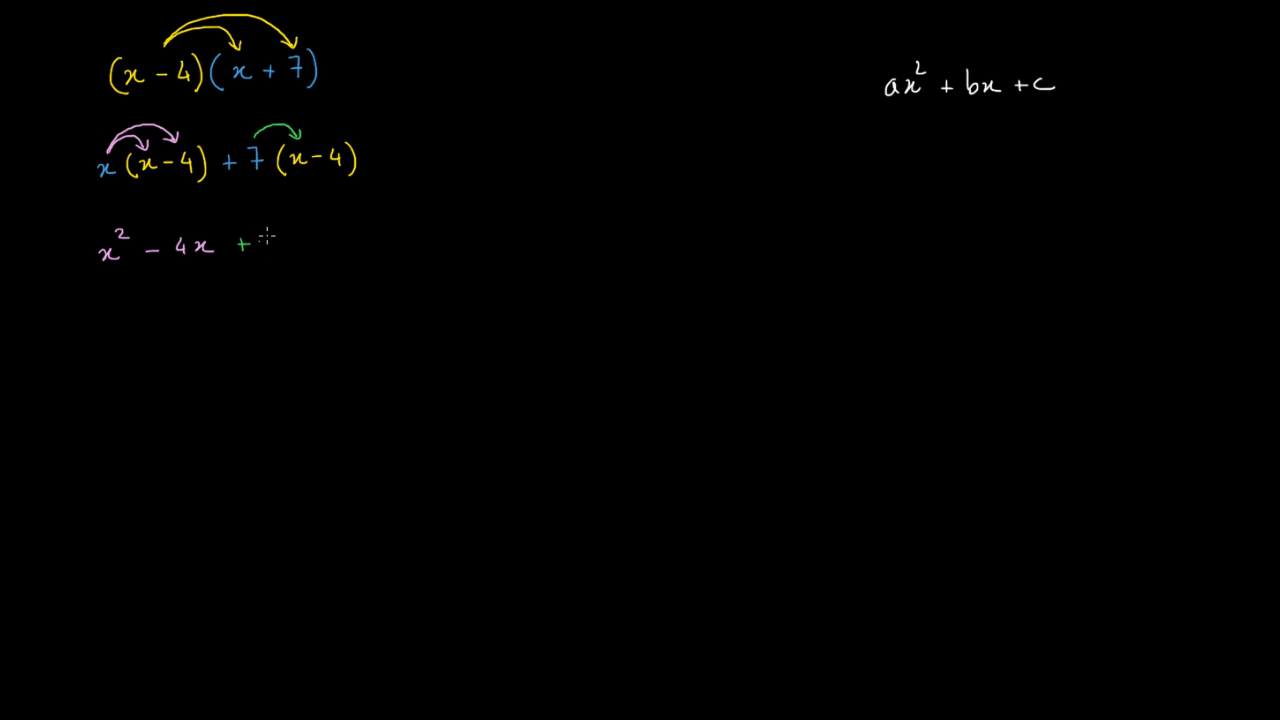 (x - 4)(x + 7)
ax² + bx + c
x(x - 4) + 7(x - 4)
x² - 4x +